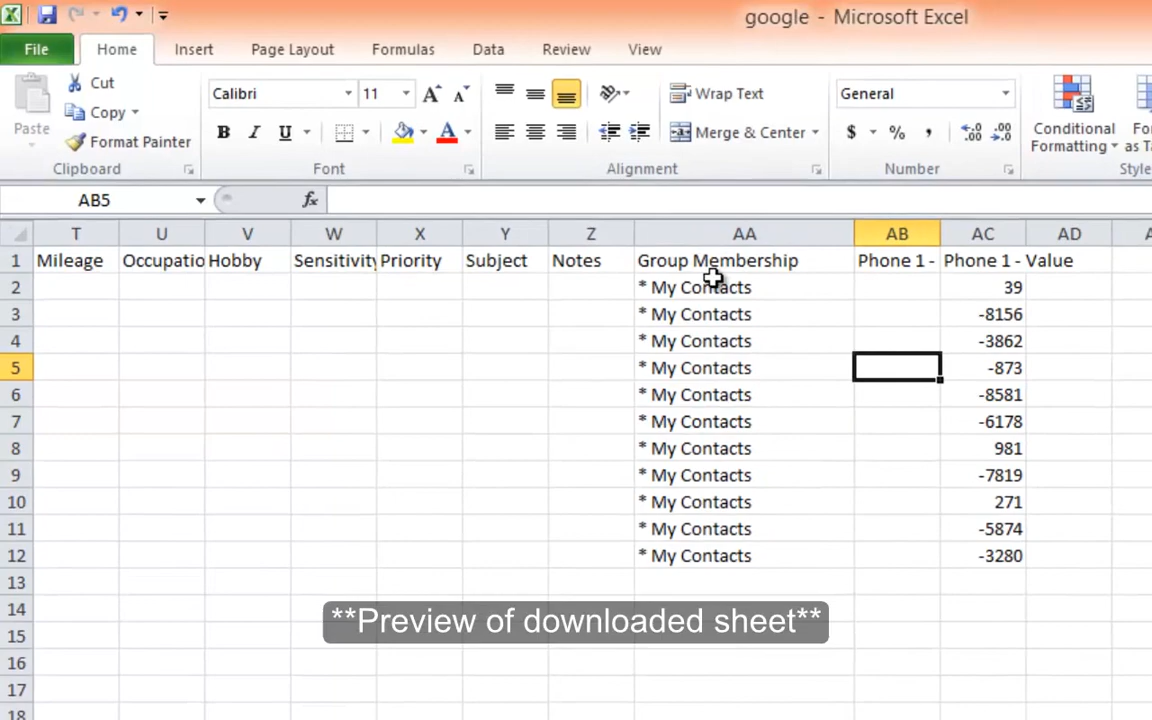 google - Microsoft Excel
File Home Insert Page Layout Formulas Data Review View
Paste
Cut
Copy
Format Painter
Clipboard
Calibri 11
B I U A
Font
Wrap Text
Merge & Center
Alignment
General
$ % , .00 .00
Number
Conditional
Formatting
For
as Ta
Style
AB5 fx
T U V W X Y Z AA AB AC AD A
1 Mileage Occupatio Hobby Sensitivity Priority Subject Notes Group Membership Phone 1 - Phone 1 - Value
2 * My Contacts 39
3 * My Contacts -8156
4 * My Contacts -3862
5 * My Contacts -873
6 * My Contacts -8581
7 * My Contacts -6178
8 * My Contacts 981
9 * My Contacts -7819
10 * My Contacts 271
11 * My Contacts -5874
12 * My Contacts -3280
13
14
15
16
17
18
**Preview of downloaded sheet**